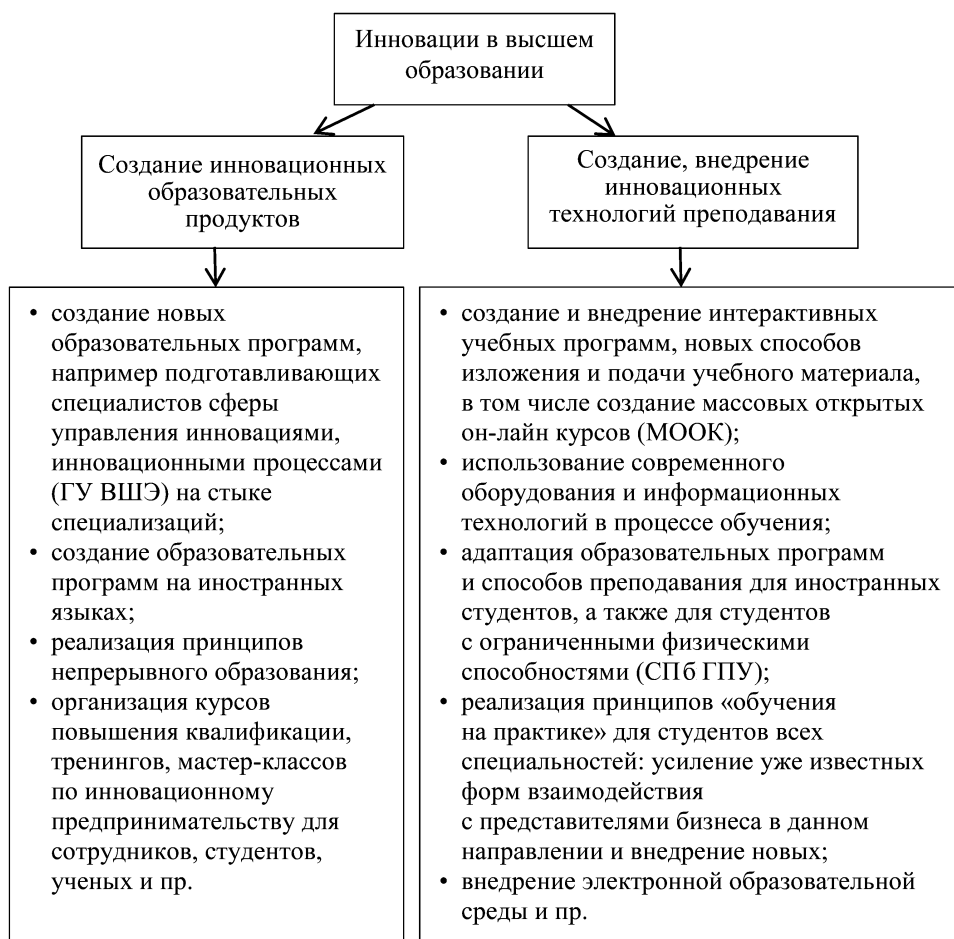 Инновации в высшем
образовании
Создание инновационных
образовательных
продуктов
Создание, внедрение
инновационных
технологий преподавания
• создание новых
образовательных программ,
например подготавливающих
специалистов сферы
управления инновациями,
инновационными процессами
(ГУ ВШЭ) на стыке
специализаций;
• создание образовательных
программ на иностранных
языках;
• реализация принципов
непрерывного образования;
• организация курсов
повышения квалификации,
тренингов, мастер-классов
по инновационному
предпринимательству для
сотрудников, студентов,
ученых и пр.
• создание и внедрение интерактивных
учебных программ, новых способов
изложения и подачи учебного материала,
в том числе создание массовых открытых
он-лайн курсов (МООК);
• использование современного
оборудования и информационных
технологий в процессе обучения;
• адаптация образовательных программ
и способов преподавания для иностранных
студентов, а также для студентов
с ограниченными физическими
способностями (СПб ГПУ);
• реализация принципов «обучения
на практике» для студентов всех
специальностей: усиление уже известных
форм взаимодействия
с представителями бизнеса в данном
направлении и внедрение новых;
• внедрение электронной образовательной
среды и пр.